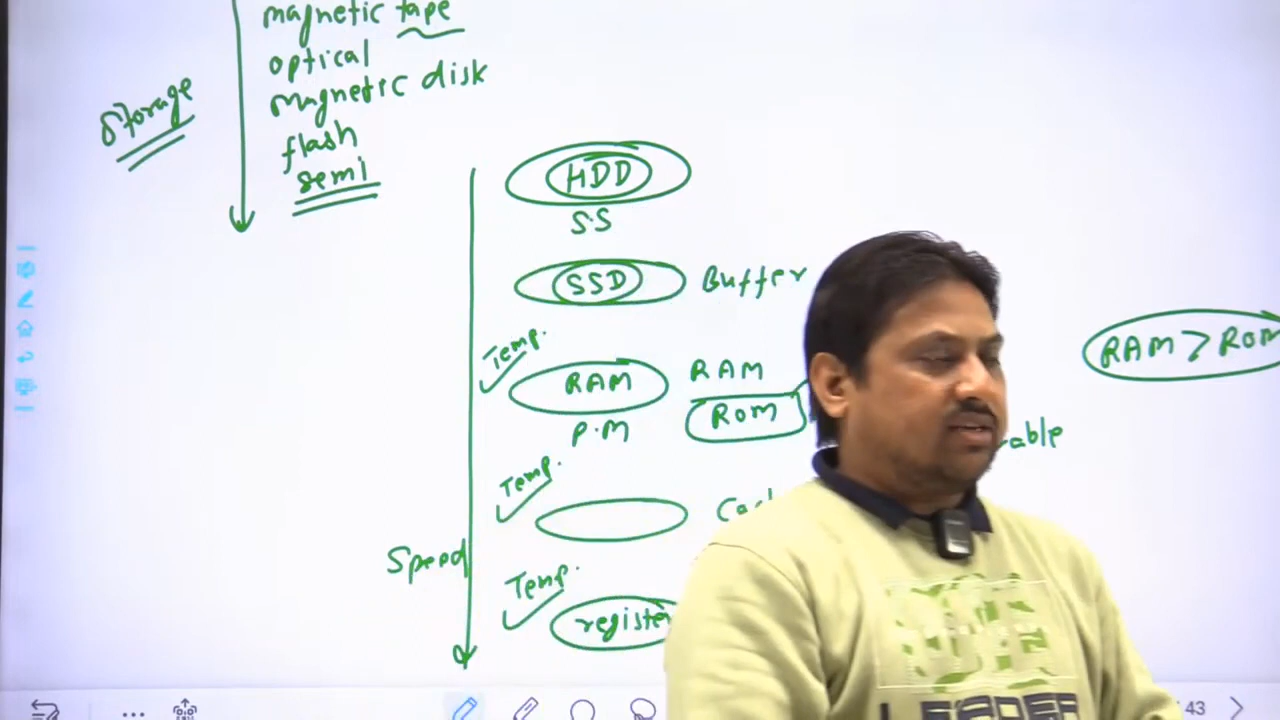 magnetic tape
optical
magnetic disk
flash
semi
Storage
HDD
S.S
SSD Buffer
Temp.
RAM RAM
ROM
P.M
RAM > ROM
Temp.
Speed
Temp.
register
43